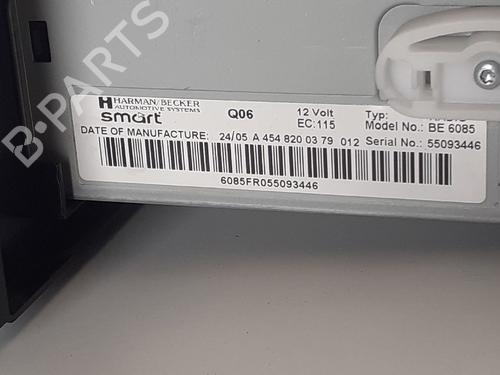 B-PARTS
HARMAN/BECKER
AUTOMOTIVE SYSTEMS
smart Q06 12 Volt Typ:
EC:115 Model No.: BE 6085
DATE OF MANUFACTURE: 24/05 A 454 820 03 79 012 Serial No.: 55093446
6085FR055093446